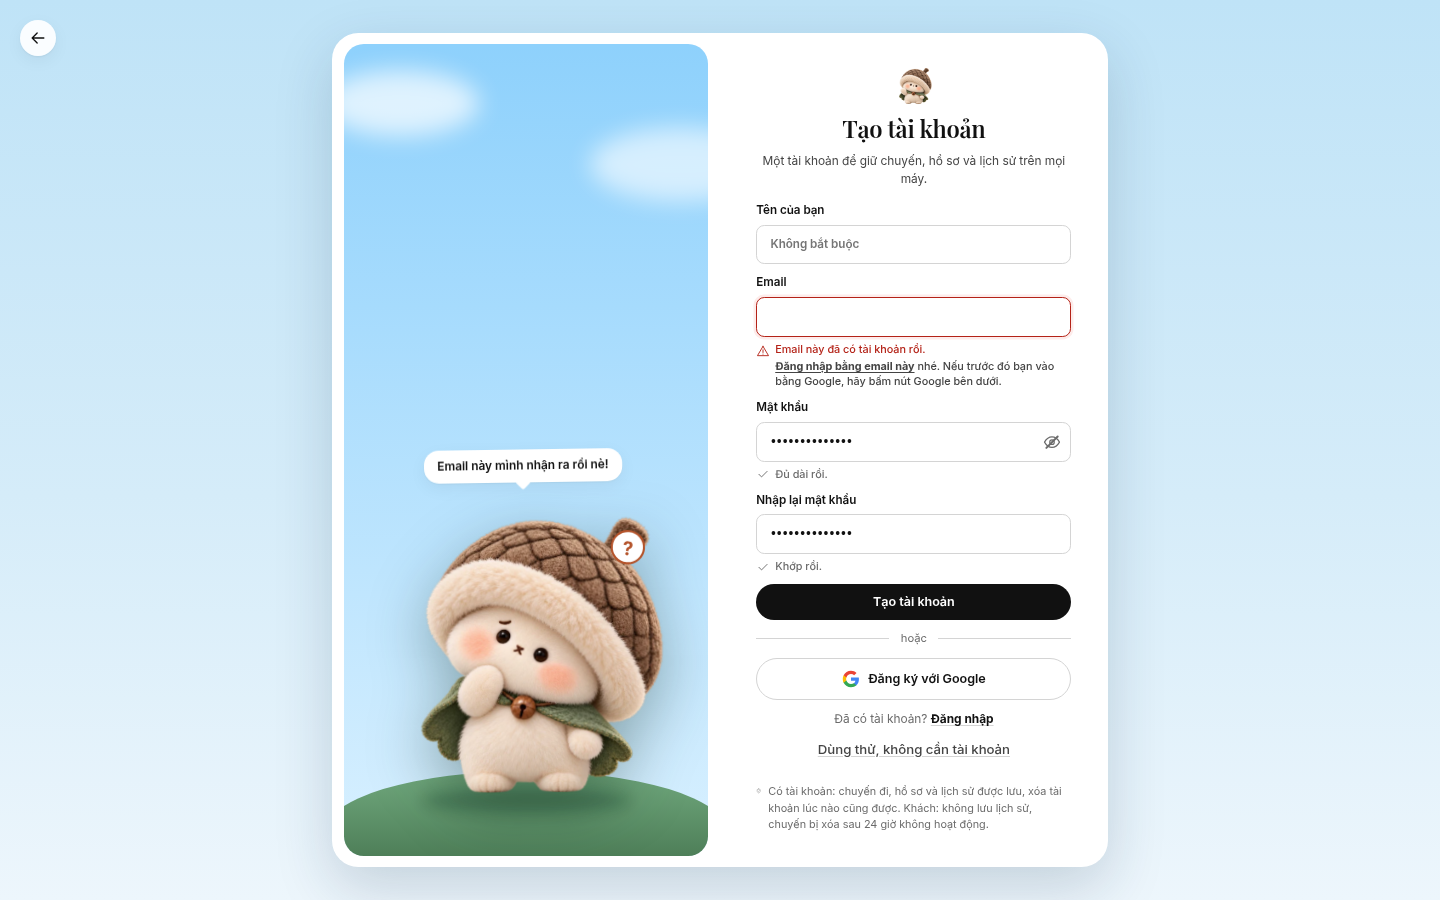 Email này mình nhận ra rồi nè!
?
Tạo tài khoản
Một tài khoản để giữ chuyến, hồ sơ và lịch sử trên mọi
máy.
Tên của bạn
Không bắt buộc
Email
Email này đã có tài khoản rồi.
Đăng nhập bằng email này nhé. Nếu trước đó bạn vào
bằng Google, hãy bấm nút Google bên dưới.
Mật khẩu
••••••••••••••
Đủ dài rồi.
Nhập lại mật khẩu
••••••••••••••
Khớp rồi.
Tạo tài khoản
hoặc
Đăng ký với Google
Đã có tài khoản? Đăng nhập
Dùng thử, không cần tài khoản
Có tài khoản: chuyến đi, hồ sơ và lịch sử được lưu, xóa tài
khoản lúc nào cũng được. Khách: không lưu lịch sử,
chuyến bị xóa sau 24 giờ không hoạt động.